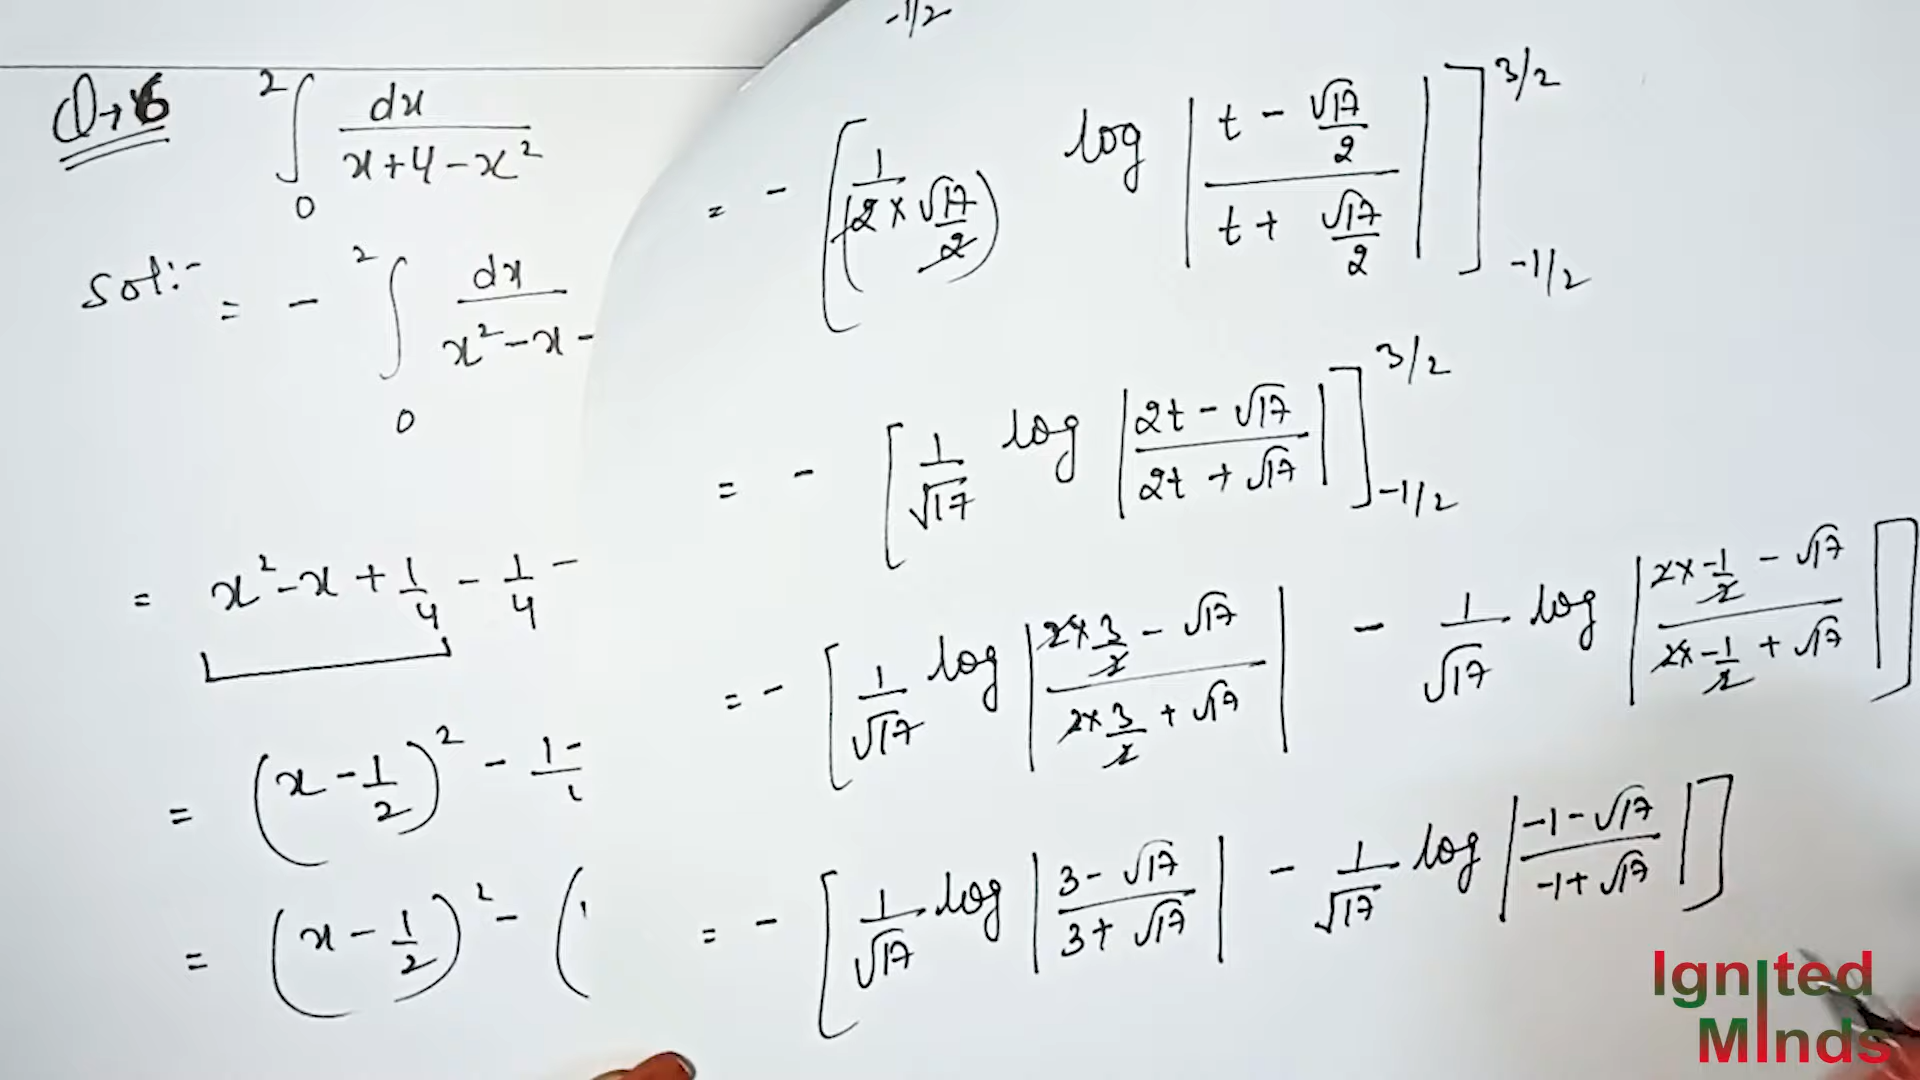 Q→6 ²∫₀ dx/(x+4-x²)
Sol:- = - ²∫₀ dx/(x²-x-
= x²-x+1/4 - 1/4 -
= (x-1/2)² - 1-
= (x-1/2)² - (
-1/2
= - [1/(2×√17/2) log |(t - √17/2)/(t + √17/2)|]^{3/2}_{-1/2}
= - [1/√17 log |(2t - √17)/(2t + √17)|]^{3/2}_{-1/2}
= - [1/√17 log |(2×3/2 - √17)/(2×3/2 + √17)| - 1/√17 log |(2×-1/2 - √17)/(2×-1/2 + √17)|]
= - [1/√17 log |(3 - √17)/(3 + √17)| - 1/√17 log |(-1 - √17)/(-1 + √17)|]
Ignited
Minds